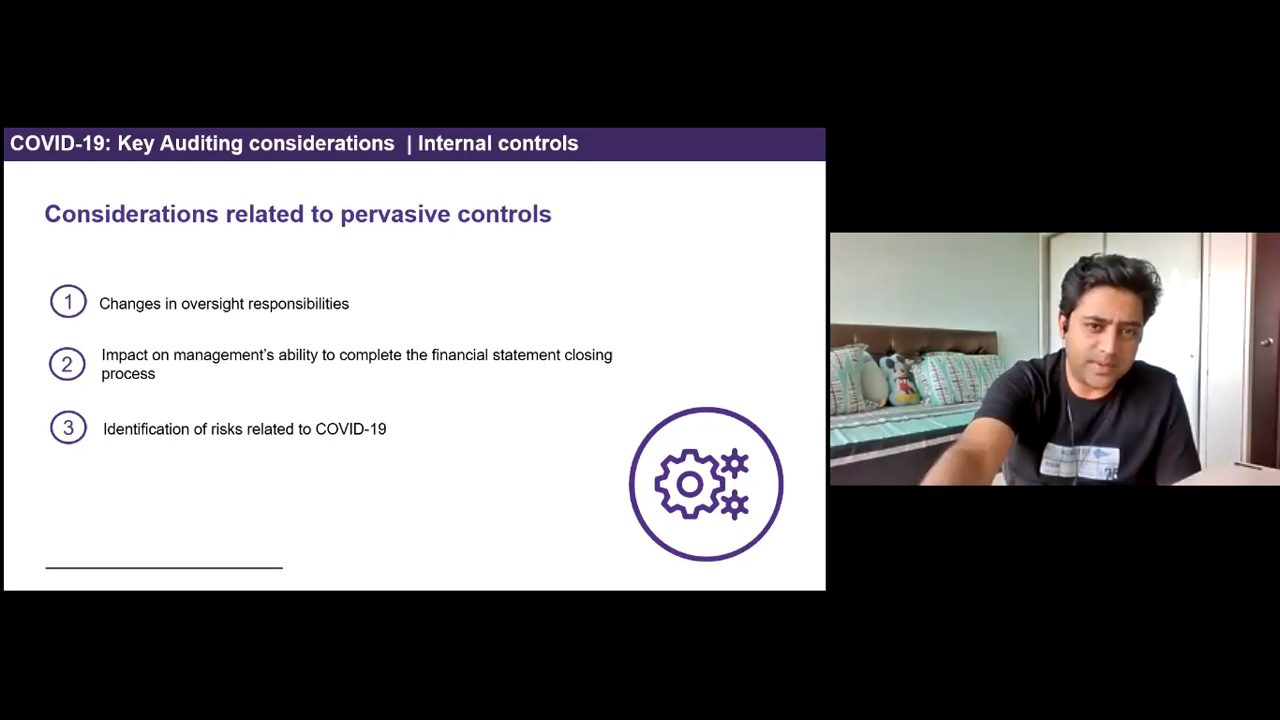 COVID-19: Key Auditing considerations | Internal controls
Considerations related to pervasive controls
1 Changes in oversight responsibilities
2 Impact on management's ability to complete the financial statement closing
process
3 Identification of risks related to COVID-19